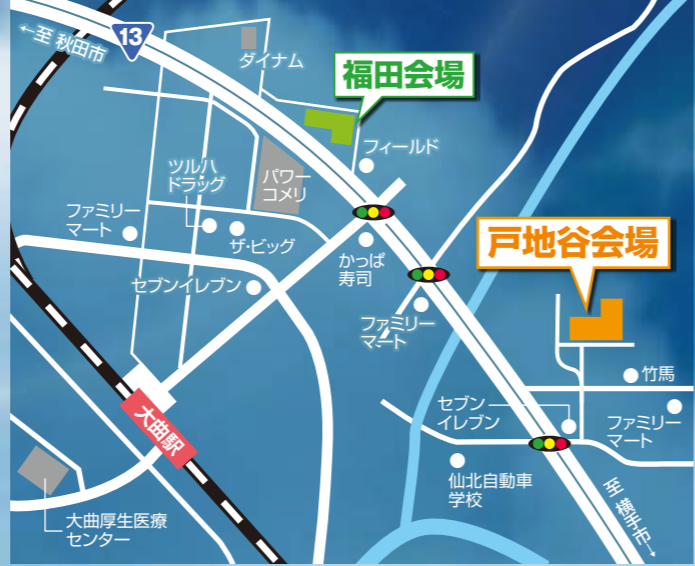 ←至 秋田市
13
ダイナム
福田会場
フィールド
ツルハ
ドラッグ
パワー
コメリ
ファミリー
マート
ザ・ビッグ
かっぱ
寿司
戸地谷会場
セブンイレブン
ファミリー
マート
竹馬
セブン
イレブン
ファミリー
マート
大曲駅
仙北自動車
学校
至 横手市→
大曲厚生医療
センター